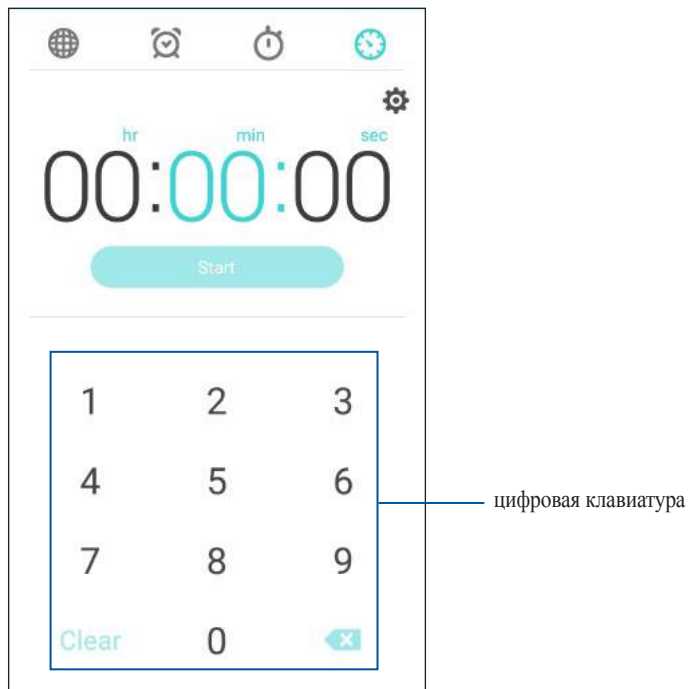 hr min sec
00:00:00
Start
1 2 3
4 5 6
цифровая клавиатура
7 8 9
Clear 0